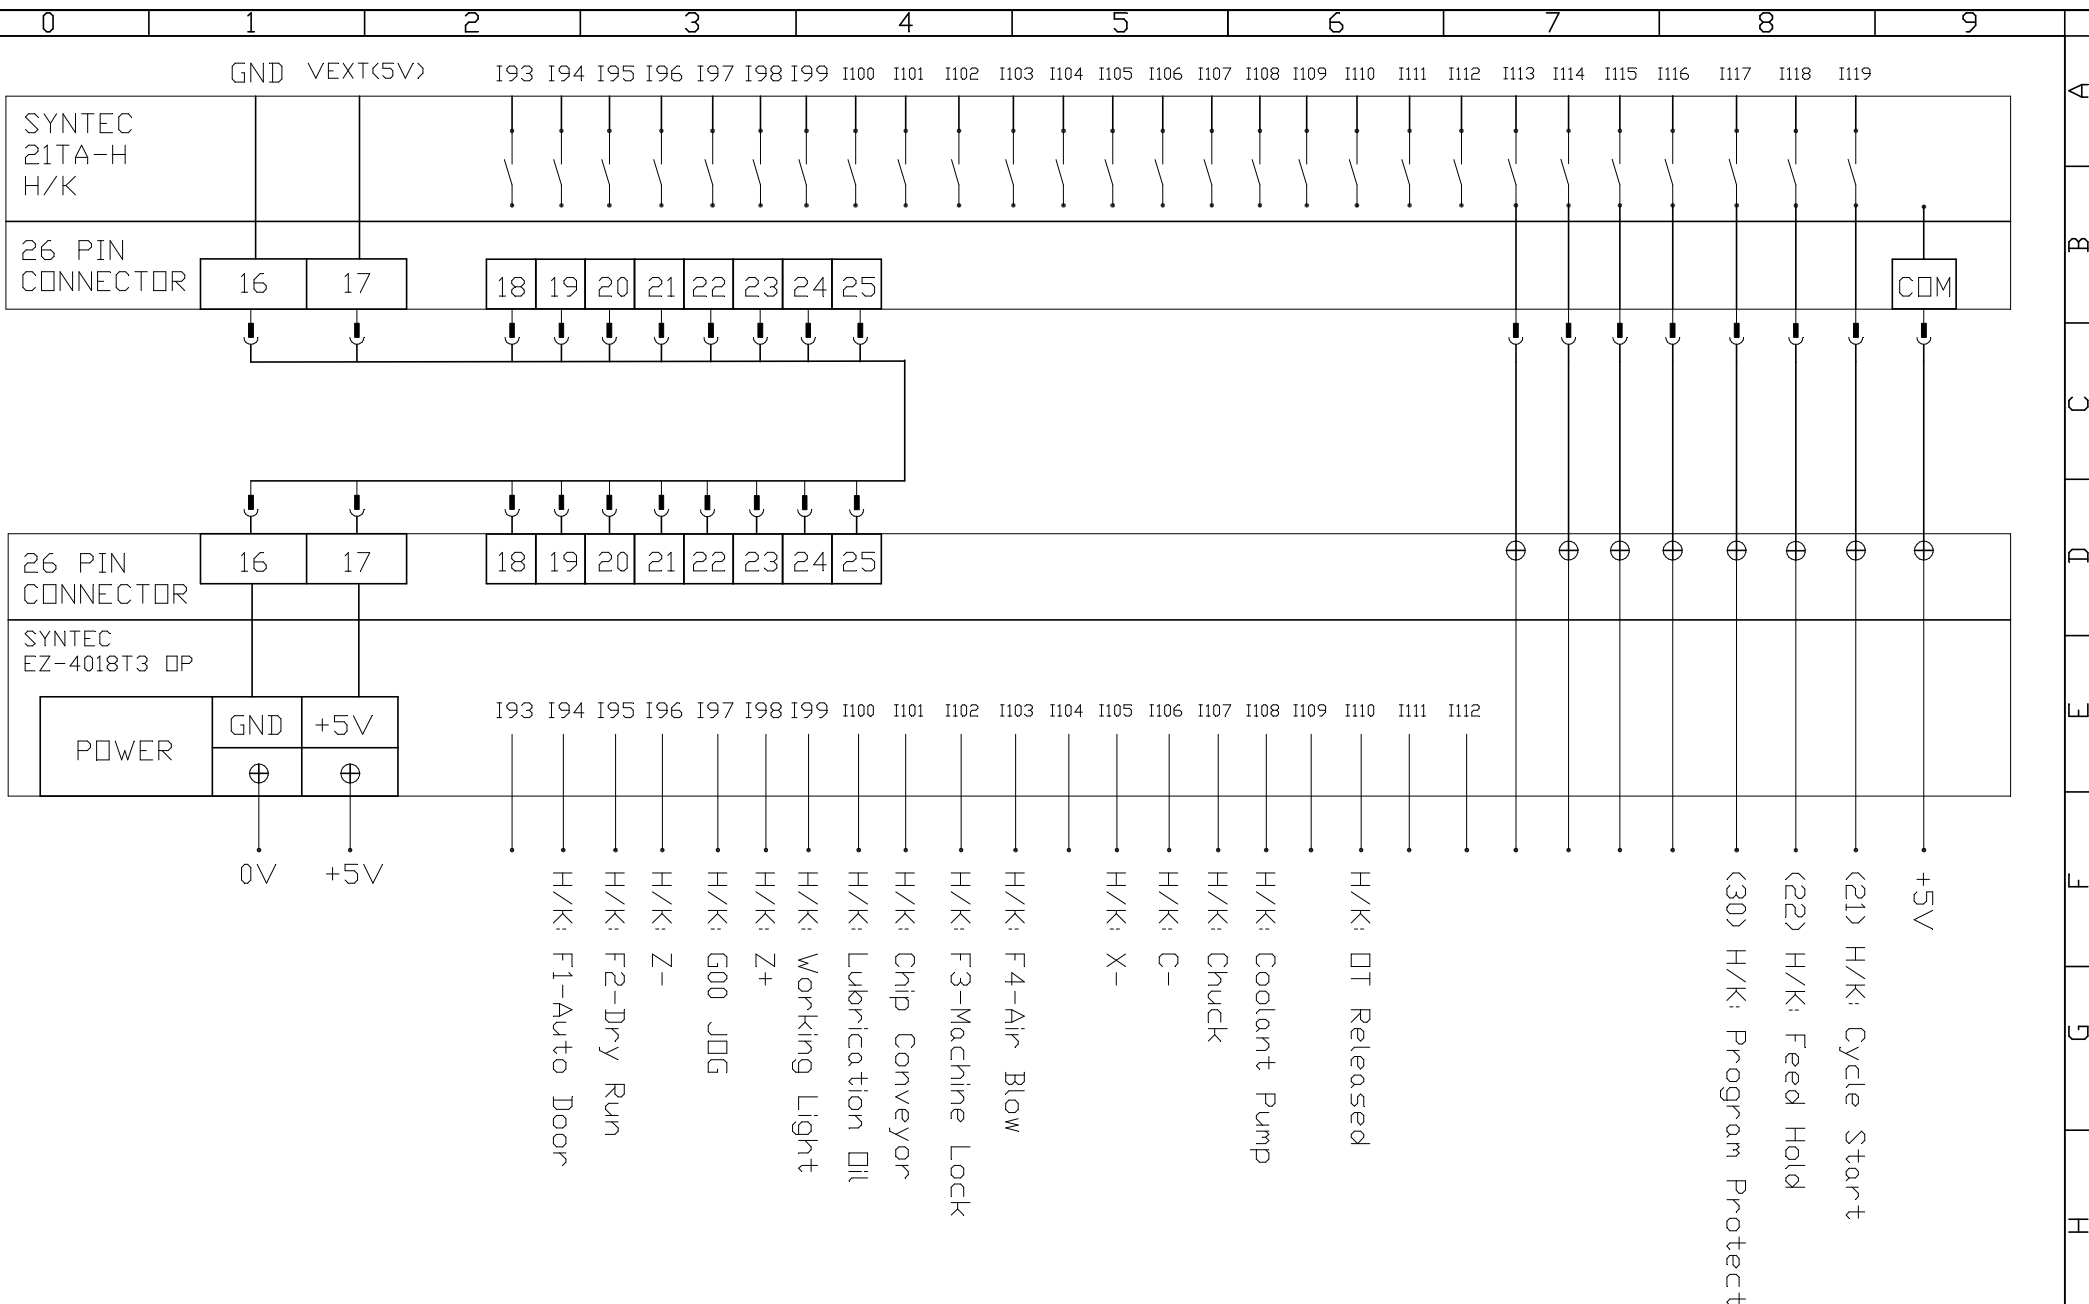 0 1 2 3 4 5 6 7 8 9
GND VEXT(5V) I93 I94 I95 I96 I97 I98 I99 I100 I101 I102 I103 I104 I105 I106 I107 I108 I109 I110 I111 I112 I113 I114 I115 I116 I117 I118 I119
A
SYNTEC
21TA-H
H/K
B
26 PIN
CONNECTOR
16 17 18 19 20 21 22 23 24 25 COM
C
D
26 PIN
CONNECTOR
16 17 18 19 20 21 22 23 24 25
SYNTEC
EZ-4018T3 OP
E
I93 I94 I95 I96 I97 I98 I99 I100 I101 I102 I103 I104 I105 I106 I107 I108 I109 I110 I111 I112
POWER
GND +5V
0V +5V
F
H/K: F1-Auto Door
H/K: F2-Dry Run
H/K: Z-
H/K: G00 JOG
H/K: Z+
H/K: Working Light
H/K: Lubrication Oil
H/K: Chip Conveyor
H/K: F3-Machine Lock
H/K: F4-Air Blow
H/K: X-
H/K: C-
H/K: Chuck
H/K: Coolant Pump
H/K: OT Released
(30) H/K: Program Protect
(22) H/K: Feed Hold
(21) H/K: Cycle Start
+5V
G
H